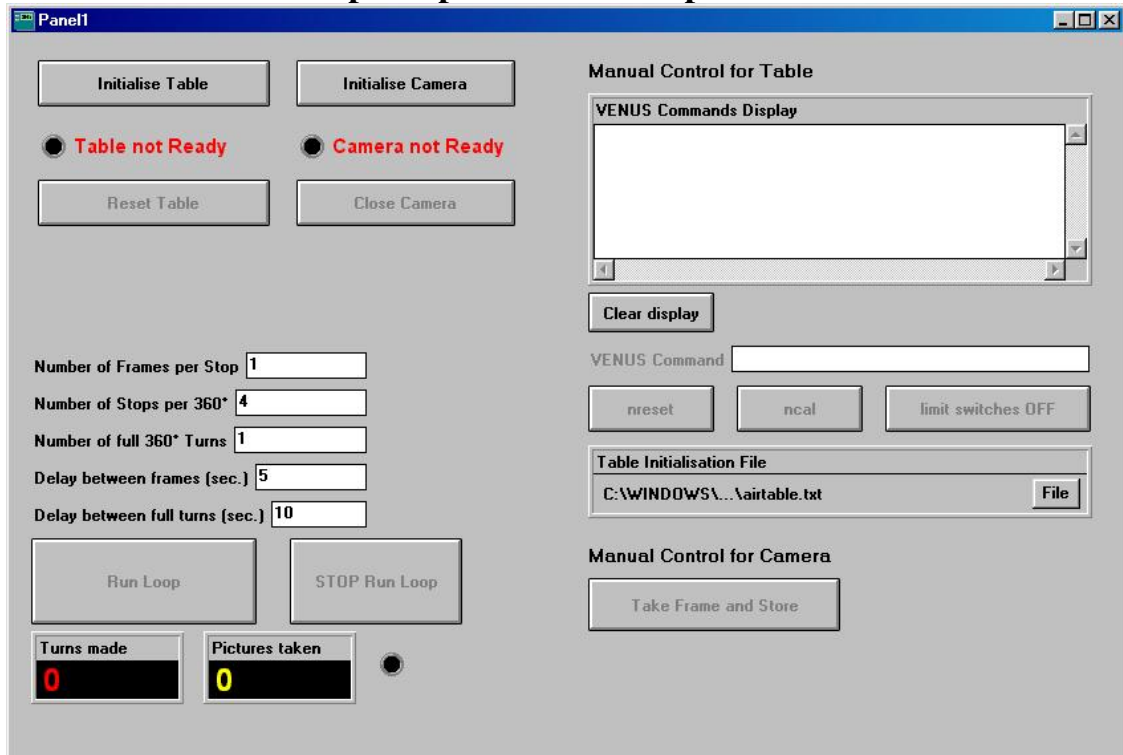 Panel1
Initialise Table
Initialise Camera
Table not Ready
Camera not Ready
Reset Table
Close Camera
Number of Frames per Stop 1
Number of Stops per 360° 4
Number of full 360° Turns 1
Delay between frames (sec.) 5
Delay between full turns (sec.) 10
Run Loop
STOP Run Loop
Turns made
0
Pictures taken
0
Manual Control for Table
VENUS Commands Display
Clear display
VENUS Command
nreset
ncal
limit switches OFF
Table Initialisation File
C:\WINDOWS\...\airtable.txt
File
Manual Control for Camera
Take Frame and Store